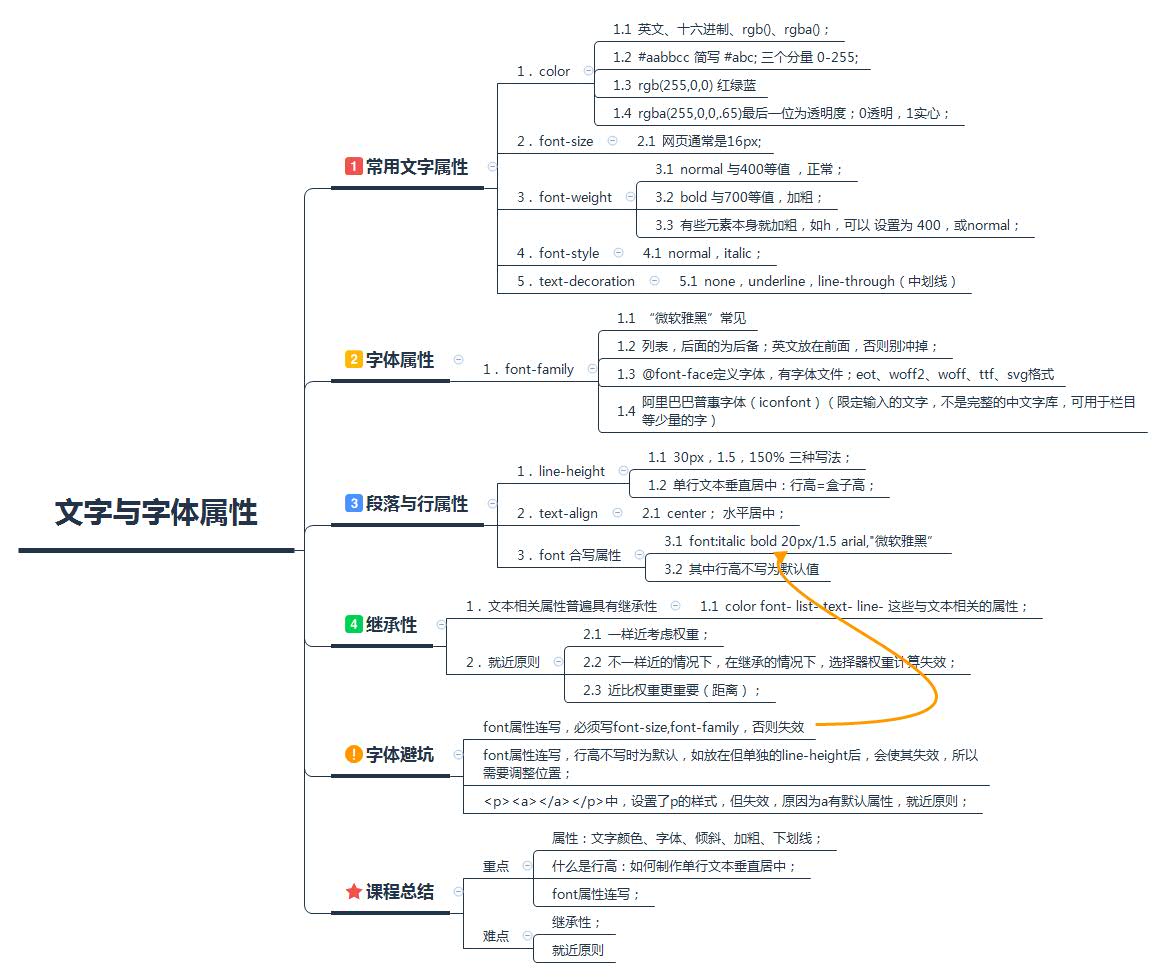 文字与字体属性
1 常用文字属性
1．color
1.1 英文、十六进制、rgb()、rgba()；
1.2 #aabbcc 简写 #abc; 三个分量 0-255;
1.3 rgb(255,0,0) 红绿蓝
1.4 rgba(255,0,0,.65)最后一位为透明度；0透明，1实心；
2．font-size
2.1 网页通常是16px;
3．font-weight
3.1 normal 与400等值 ，正常；
3.2 bold 与700等值，加粗；
3.3 有些元素本身就加粗，如h，可以 设置为 400，或normal；
4．font-style
4.1 normal，italic；
5．text-decoration
5.1 none，underline，line-through（中划线）
2 字体属性
1．font-family
1.1 “微软雅黑”常见
1.2 列表，后面的为后备；英文放在前面，否则别冲掉；
1.3 @font-face定义字体，有字体文件；eot、woff2、woff、ttf、svg格式
1.4 阿里巴巴普惠字体（iconfont）（限定输入的文字，不是完整的中文字库，可用于栏目
等少量的字）
3 段落与行属性
1．line-height
1.1 30px，1.5，150% 三种写法；
1.2 单行文本垂直居中：行高=盒子高；
2．text-align
2.1 center； 水平居中；
3．font 合写属性
3.1 font:italic bold 20px/1.5 arial,"微软雅黑”
3.2 其中行高不写为默认值
4 继承性
1．文本相关属性普遍具有继承性
1.1 color font- list- text- line- 这些与文本相关的属性；
2．就近原则
2.1 一样近考虑权重；
2.2 不一样近的情况下，在继承的情况下，选择器权重计算失效；
2.3 近比权重更重要（距离）；
! 字体避坑
font属性连写，必须写font-size,font-family，否则失效
font属性连写，行高不写时为默认，如放在但单独的line-height后，会使其失效，所以
需要调整位置；
<p><a></a></p>中，设置了p的样式，但失效，原因为a有默认属性，就近原则；
课程总结
重点
属性：文字颜色、字体、倾斜、加粗、下划线；
什么是行高：如何制作单行文本垂直居中；
font属性连写；
难点
继承性；
就近原则